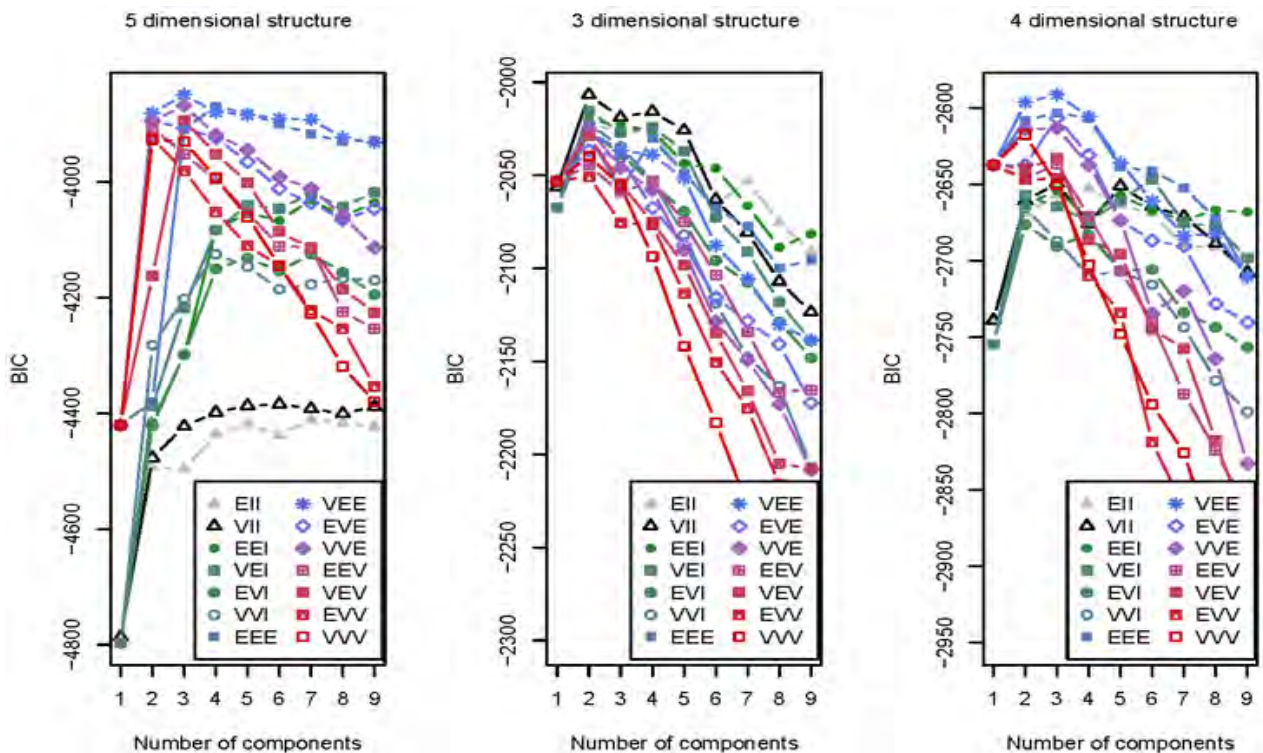 5 dimensional structure
BIC
-4000
-4200
-4400
-4600
-4800
EII VEE
VII EVE
EEI VVE
VEI EEV
EVI VEV
VVI EVV
EEE VVV
1 2 3 4 5 6 7 8 9
Number of components
3 dimensional structure
BIC
-2000
-2050
-2100
-2150
-2200
-2250
-2300
EII VEE
VII EVE
EEI VVE
VEI EEV
EVI VEV
VVI EVV
EEE VVV
1 2 3 4 5 6 7 8 9
Number of components
4 dimensional structure
BIC
-2600
-2650
-2700
-2750
-2800
-2850
-2900
-2950
EII VEE
VII EVE
EEI VVE
VEI EEV
EVI VEV
VVI EVV
EEE VVV
1 2 3 4 5 6 7 8 9
Number of components